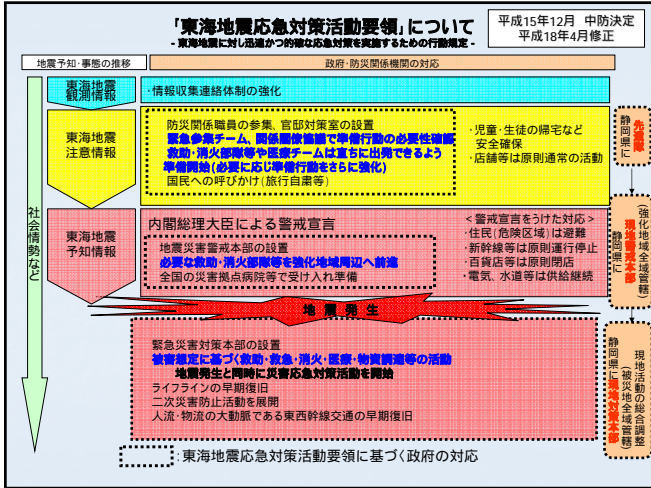 「東海地震応急対策活動要領」について
- 東海地震に対し迅速かつ的確な応急対策を実施するための行動規定 -
平成15年12月 中防決定
平成18年4月修正
地震予知・事態の推移
政府・防災関係機関の対応
東海地震
観測情報
・情報収集連絡体制の強化
東海地震
注意情報
防災関係職員の参集、官邸対策室の設置
緊急参集チーム、関係閣僚協議で準備行動の必要性確認
救助・消火部隊等や医療チームは直ちに出発できるよう
準備開始(必要に応じ準備行動をさらに強化)
国民への呼びかけ(旅行自粛等)
・児童・生徒の帰宅など
安全確保
・店舗等は原則通常の活動
静岡県に
先遣隊
社会情勢など
東海地震
予知情報
内閣総理大臣による警戒宣言
地震災害警戒本部の設置
必要な救助・消火部隊等を強化地域周辺へ前進
全国の災害拠点病院等で受け入れ準備
<警戒宣言をうけた対応>
・住民(危険区域)は避難
・新幹線等は原則運行停止
・百貨店等は原則閉店
・電気、水道等は供給継続
(強化地域全域管轄)
現地警戒本部
静岡県に
地震発生
緊急災害対策本部の設置
被害想定に基づく救助・救急・消火・医療・物資調達等の活動
地震発生と同時に災害応急対策活動を開始
ライフラインの早期復旧
二次災害防止活動を展開
人流・物流の大動脈である東西幹線交通の早期復旧
現地活動の総合調整
(被災地全域管轄)
静岡県に現地対策本部
:東海地震応急対策活動要領に基づく政府の対応